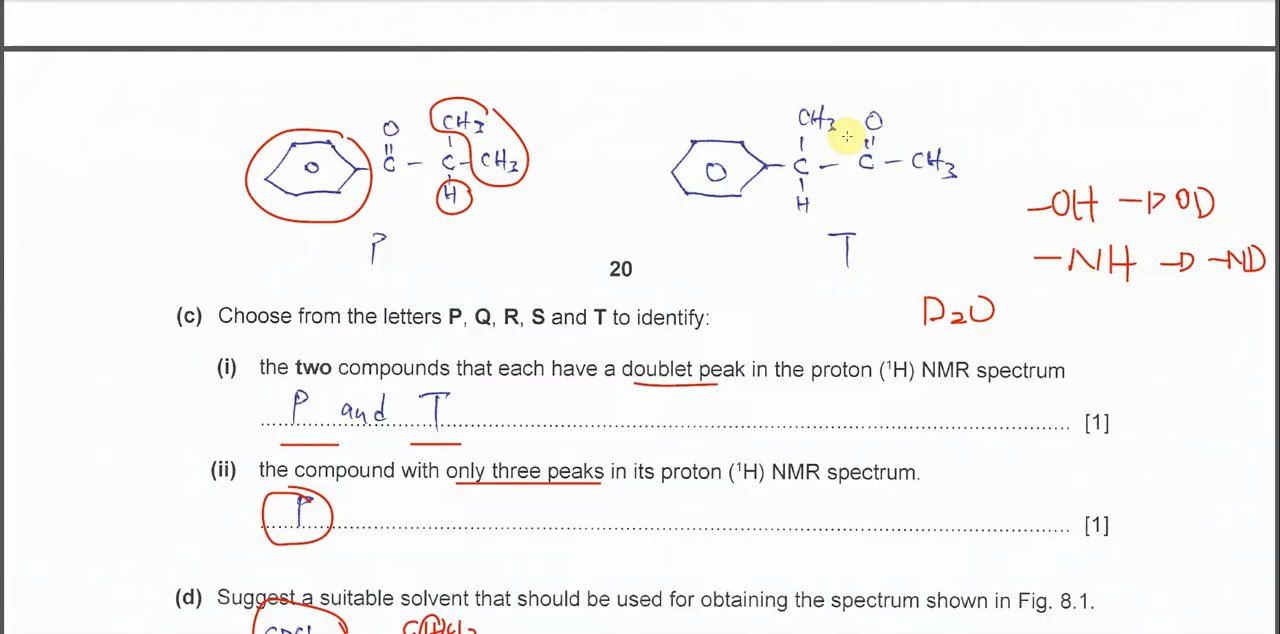 O CH3 CH3 O
C - C - CH3 C - C - CH3
H H
P T
-OH → OD
20
-NH → -ND
D2O
(c) Choose from the letters P, Q, R, S and T to identify:
(i) the two compounds that each have a doublet peak in the proton (¹H) NMR spectrum
P and T [1]
(ii) the compound with only three peaks in its proton (¹H) NMR spectrum.
P [1]
(d) Suggest a suitable solvent that should be used for obtaining the spectrum shown in Fig. 8.1.